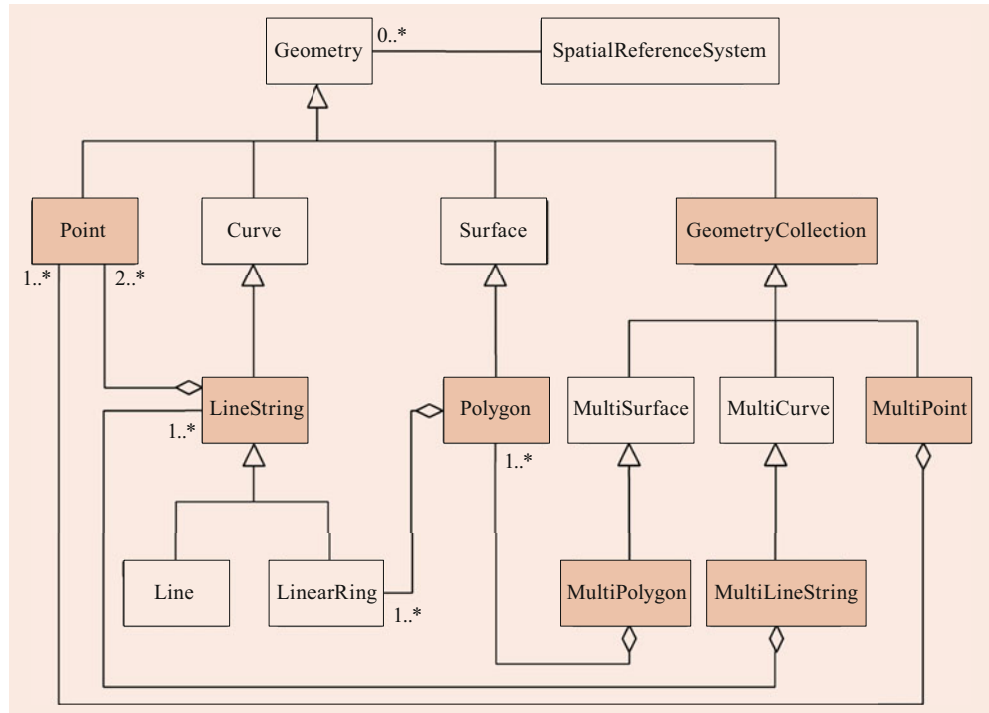 0..*
Geometry
SpatialReferenceSystem
Point
Curve
Surface
GeometryCollection
1..*
2..*
LineString
Polygon
MultiSurface
MultiCurve
MultiPoint
1..*
1..*
Line
LinearRing
MultiPolygon
MultiLineString
1..*